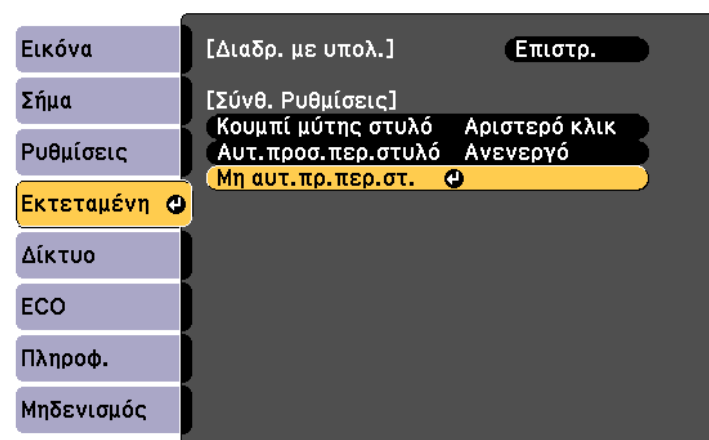 Εικόνα
Σήμα
Ρυθμίσεις
Εκτεταμένη
Δίκτυο
ECO
Πληροφ.
Μηδενισμός
[Διαδρ. με υπολ.] Επιστρ.
[Σύνθ. Ρυθμίσεις]
Κουμπί μύτης στυλό Αριστερό κλικ
Αυτ.προσ.περ.στυλό Ανενεργό
Μη αυτ.πρ.περ.στ.